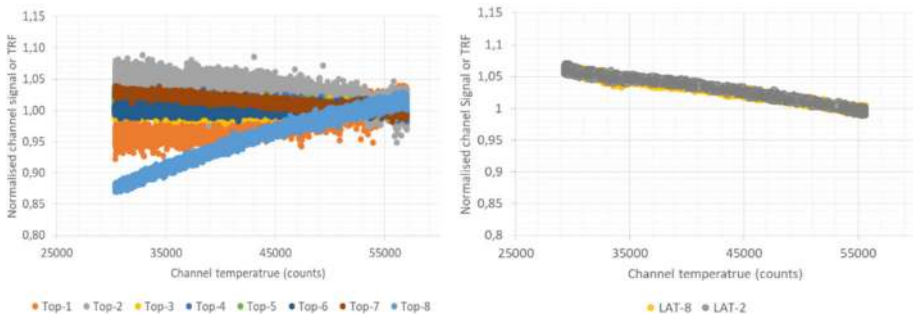 Normalised channel signal or TRF
1,15
1,10
1,05
1,00
0,95
0,90
0,85
0,80
25000 35000 45000 55000
Channel temperatrue (counts)
Top-1 Top-2 Top-3 Top-4 Top-5 Top-6 Top-7 Top-8
Normalised chanel Signal or TRF
1,15
1,1
1,05
1
0,95
0,9
0,85
0,8
25000 35000 45000 55000
Channel temperatrue (counts)
LAT-8 LAT-2